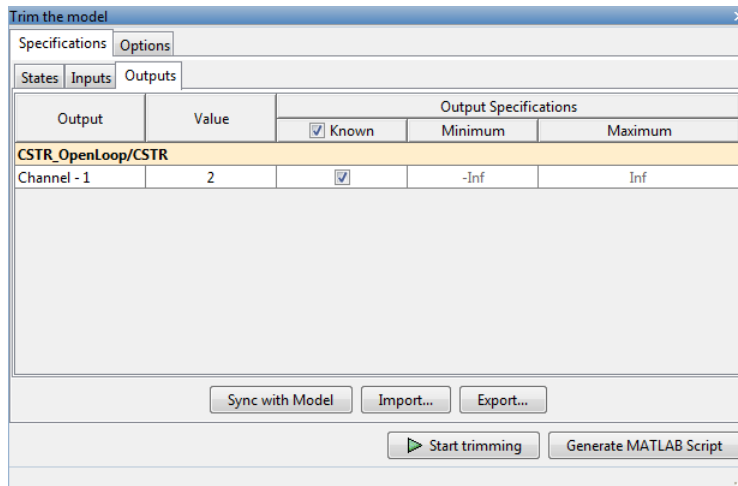 Trim the model
Specifications Options
States Inputs Outputs
Output Value Output Specifications
Known Minimum Maximum
CSTR_OpenLoop/CSTR
Channel - 1 2 -Inf Inf
Sync with Model Import... Export...
Start trimming Generate MATLAB Script